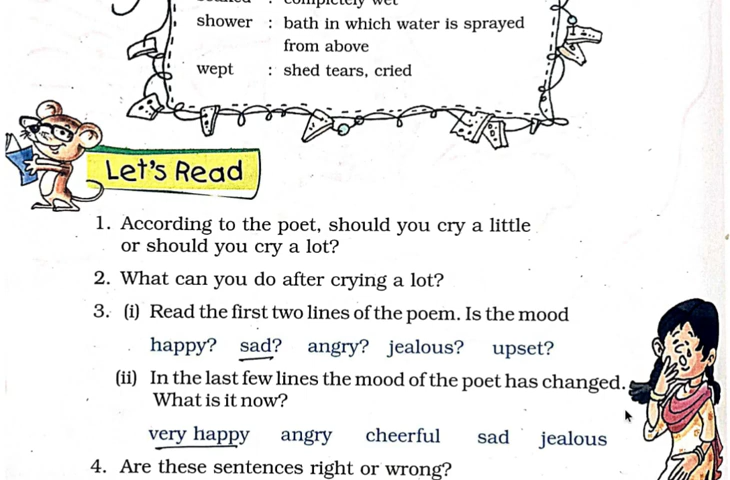 completely wet
shower : bath in which water is sprayed
from above
wept : shed tears, cried
Let's Read
1. According to the poet, should you cry a little
or should you cry a lot?
2. What can you do after crying a lot?
3. (i) Read the first two lines of the poem. Is the mood
happy? sad? angry? jealous? upset?
(ii) In the last few lines the mood of the poet has changed.
What is it now?
very happy angry cheerful sad jealous
4. Are these sentences right or wrong?